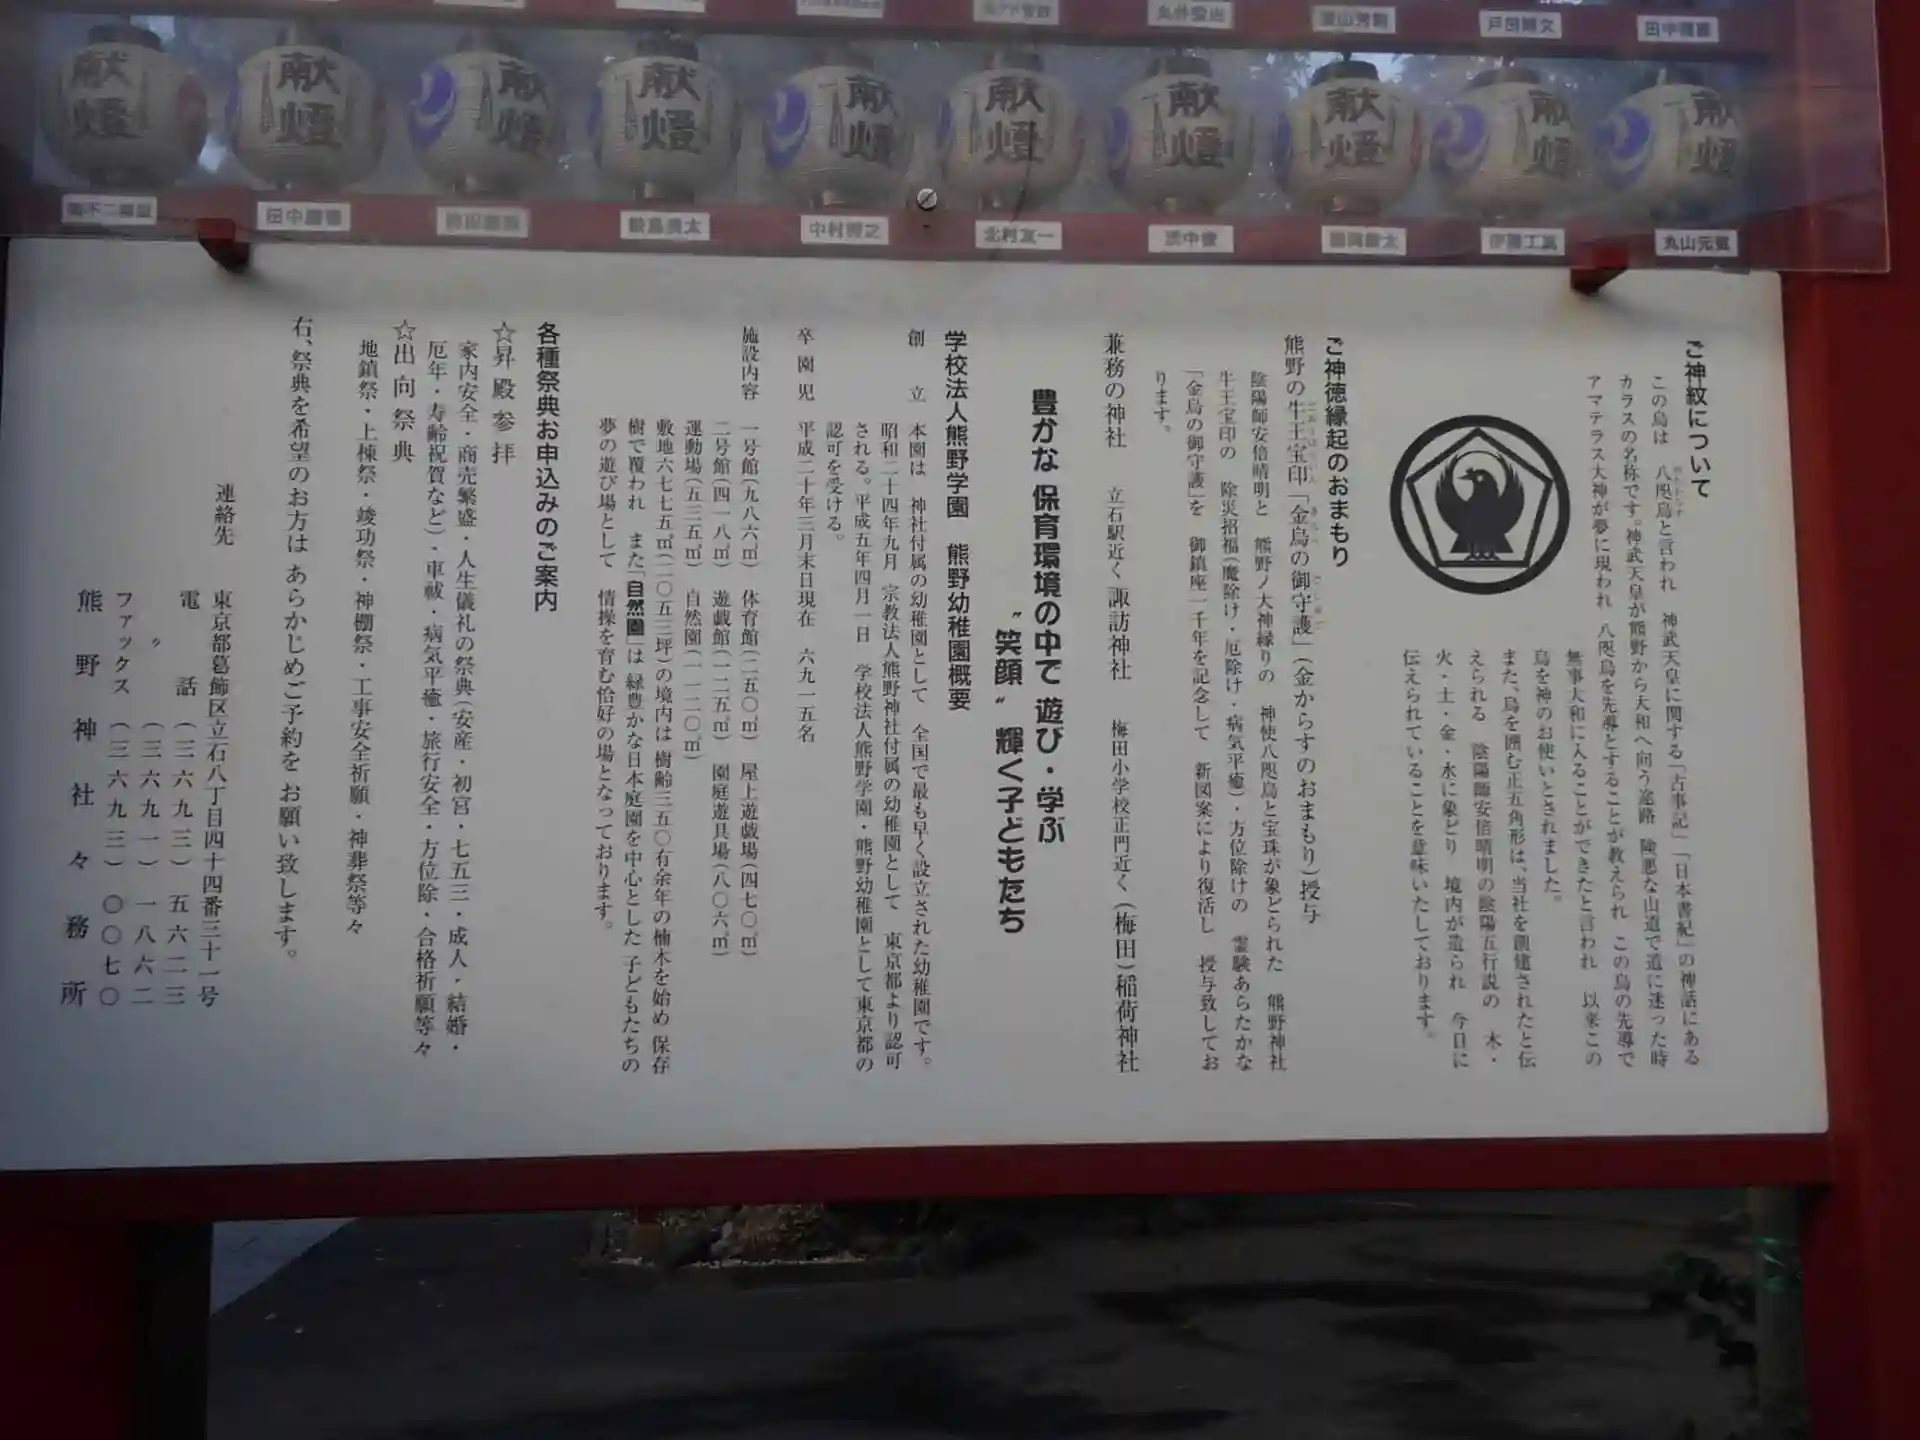 献燈
献燈
献燈
献燈
献燈
献燈
献燈
献燈
献燈
献燈
中村
北村友一
丸山元
ご神紋について
この烏は 八咫烏と言われ 神武天皇に関する「古事記」「日本書紀」の神話にある
カラスの名称です。神武天皇が熊野から大和へ向う途路 険悪な山道で道に迷った時
アマテラス大神が夢に現われ 八咫烏を先導とすることが教えられ この烏の先導で
無事大和に入ることができたと言われ 以来この
烏を神のお使いとされました。
また、烏を囲む正五角形は、当社を創建されたと伝
えられる 陰陽師安倍晴明の陰陽五行説の 木・
火・土・金・水に象どり 境内が造られ 今日に
伝えられていることを意味いたしております。
ご神徳縁起のおまもり
熊野の牛王宝印「金烏の御守護」(金からすのおまもり)授与
陰陽師安倍晴明と 熊野ノ大神縁りの 神使八咫烏と宝珠が象どられた 熊野神社
牛王宝印の 除災招福(魔除け・厄除け・病気平癒)・方位除けの 霊験あらたかな
「金烏の御守護」を 御鎮座一千年を記念して 新図案により復活し 授与致してお
ります。
兼務の神社 立石駅近く 諏訪神社 梅田小学校正門近く(梅田)稲荷神社
豊かな 保育環境の中で 遊び・学ぶ
〝笑顔〟輝く子どもたち
学校法人熊野学園 熊野幼稚園概要
創立 本園は 神社付属の幼稚園として 全国で最も早く設立された幼稚園です。
昭和二十四年九月 宗教法人熊野神社付属の幼稚園として 東京都より認可
される。平成五年四月一日 学校法人熊野学園・熊野幼稚園として東京都の
認可を受ける。
卒園児 平成二十年三月末日現在 六九一五名
施設内容 一号館(九八六㎡) 体育館(二五〇㎡) 屋上遊戯場(四七〇㎡)
二号館(四一八㎡) 遊戯館(一二五㎡) 園庭遊具場(八〇六㎡)
運動場(五三五㎡) 自然園(一一二〇㎡)
敷地六七七五㎡(二〇五三坪)の境内は 樹齢三五〇有余年の楠木を始め 保存
樹で覆われ また「自然園」は 緑豊かな日本庭園を中心とした 子どもたちの
夢の遊び場として 情操を育む恰好の場となっております。
各種祭典お申込みのご案内
☆昇殿参拝
家内安全・商売繁盛・人生儀礼の祭典(安産・初宮・七五三・成人・結婚・
厄年・寿齢祝賀など)、車祓・病気平癒・旅行安全・方位除・合格祈願等々
☆出向祭典
地鎮祭・上棟祭・竣功祭・神棚祭・工事安全祈願・神葬祭等々
右、祭典を希望のお方は あらかじめご予約を お願い致します。
連絡先 東京都葛飾区立石八丁目四十四番三十一号
電話(三六九三)五六二三
〃(三六九一)一八六二
ファックス(三六九三)〇〇七〇
熊野神社々務所